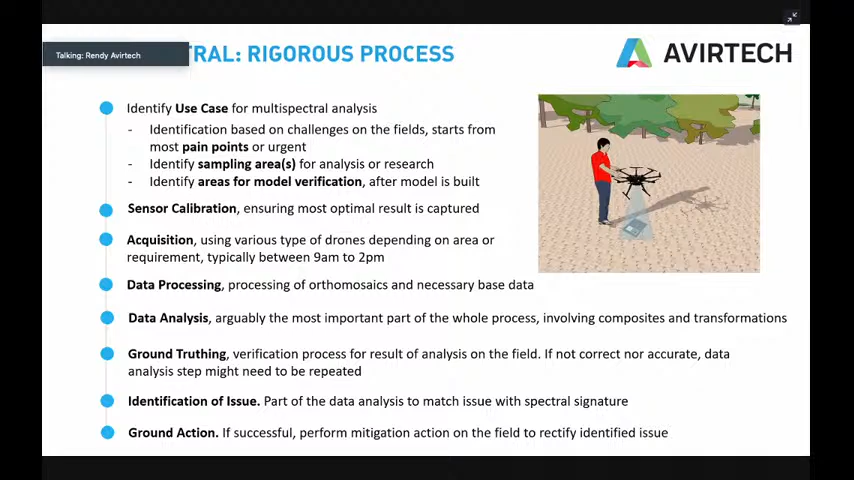 Talking: Rendy Avirtech
TRAL: RIGOROUS PROCESS
AVIRTECH
Identify Use Case for multispectral analysis
- Identification based on challenges on the fields, starts from
most pain points or urgent
- Identify sampling area(s) for analysis or research
- Identify areas for model verification, after model is built
Sensor Calibration, ensuring most optimal result is captured
Acquisition, using various type of drones depending on area or
requirement, typically between 9am to 2pm
Data Processing, processing of orthomosaics and necessary base data
Data Analysis, arguably the most important part of the whole process, involving composites and transformations
Ground Truthing, verification process for result of analysis on the field. If not correct nor accurate, data
analysis step might need to be repeated
Identification of Issue. Part of the data analysis to match issue with spectral signature
Ground Action. If successful, perform mitigation action on the field to rectify identified issue